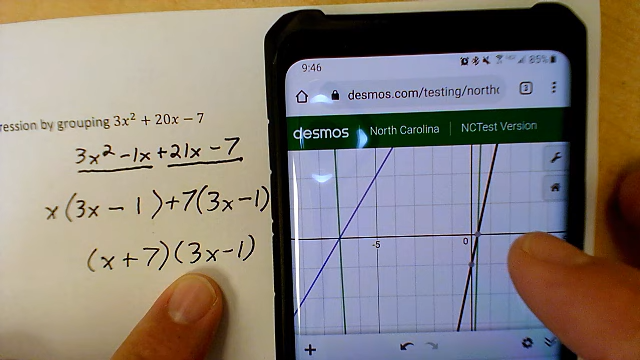 ression by grouping 3x² + 20x − 7
3x² − 1x + 21x − 7
x(3x − 1) + 7(3x − 1)
(x + 7)(3x − 1)
9:46
85%
desmos.com/testing/northc
3
desmos
North Carolina
NCTest Version
-5
0